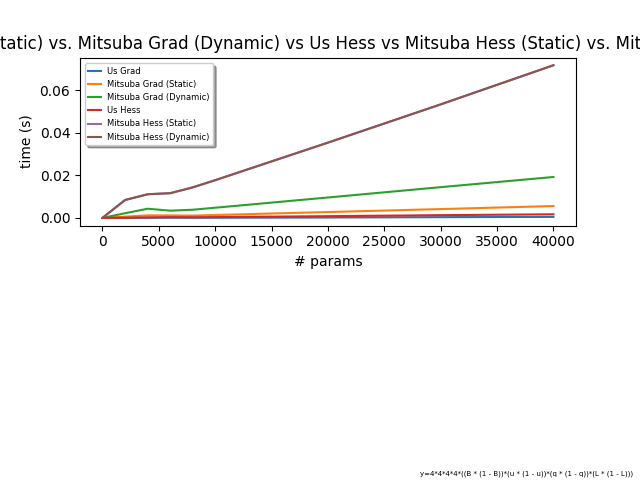 tatic) vs. Mitsuba Grad (Dynamic) vs Us Hess vs Mitsuba Hess (Static) vs. Mit
Us Grad
Mitsuba Grad (Static)
Mitsuba Grad (Dynamic)
Us Hess
Mitsuba Hess (Static)
Mitsuba Hess (Dynamic)
time (s)
0.06
0.04
0.02
0.00
0 5000 10000 15000 20000 25000 30000 35000 40000
# params
y=4*4*4*4*((B * (1 - B))*(u * (1 - u))*(q * (1 - q))*(L * (1 - L)))